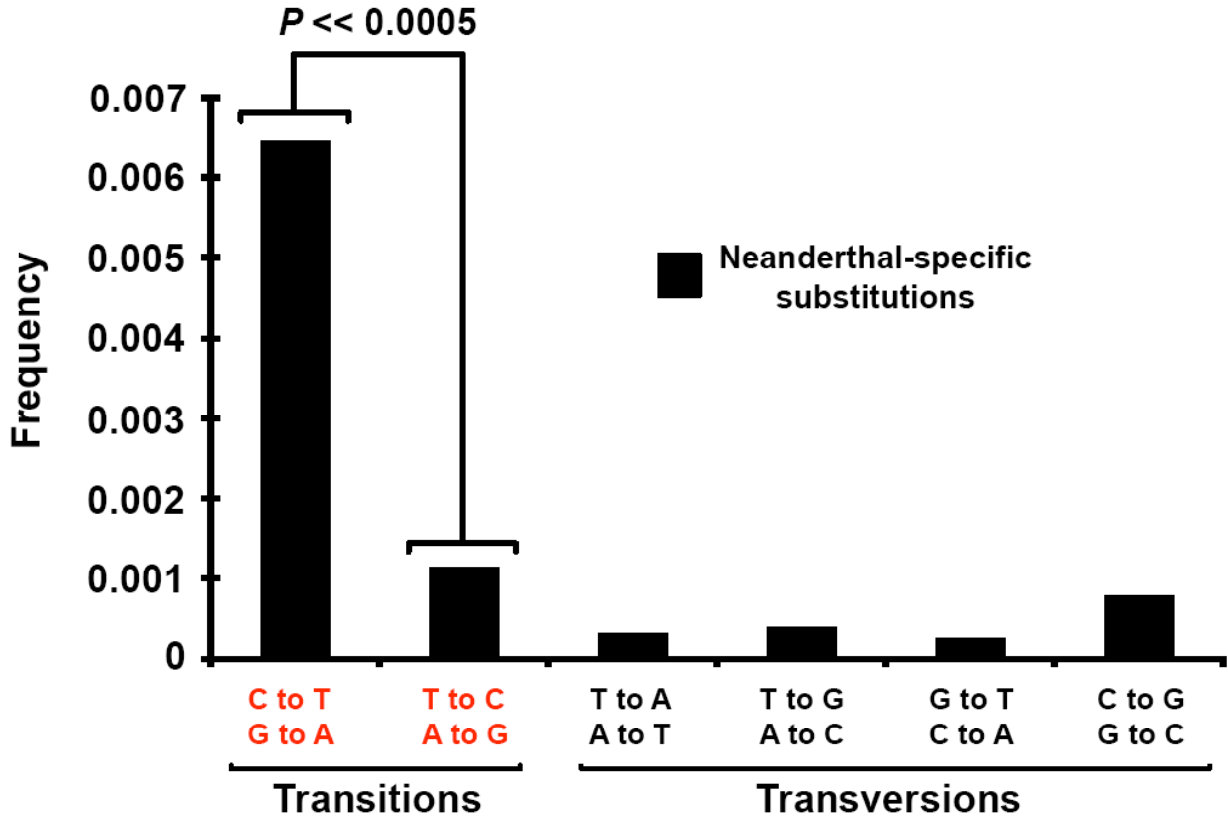 P << 0.0005
0.007
0.006
0.005
0.004
0.003
0.002
0.001
0
Frequency
Neanderthal-specific
substitutions
C to T
G to A
T to C
A to G
T to A
A to T
T to G
A to C
G to T
C to A
C to G
G to C
Transitions
Transversions